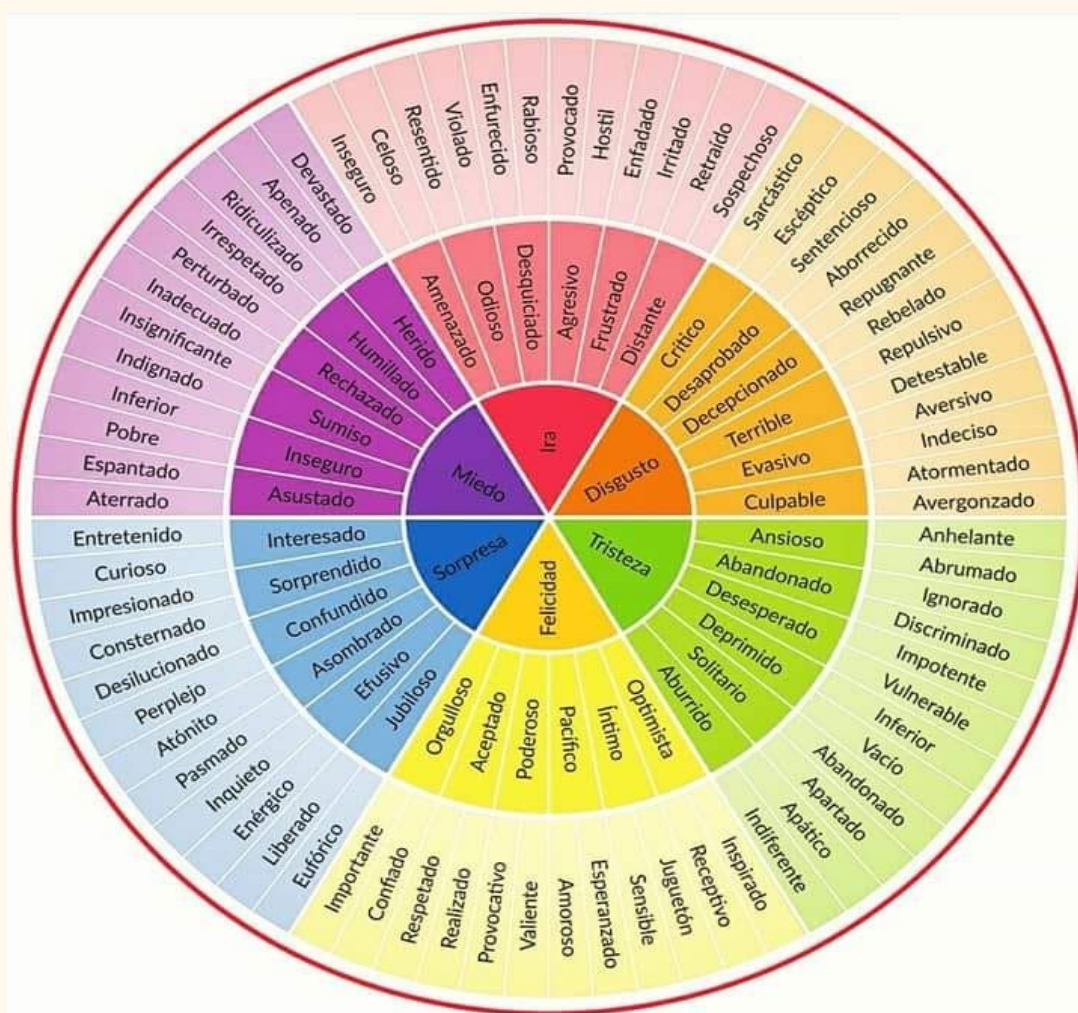 Ira
Disgusto
Tristeza
Felicidad
Sorpresa
Miedo
Amenazado
Odioso
Desquiciado
Agresivo
Frustrado
Distante
Crítico
Desaprobado
Decepcionado
Terrible
Evasivo
Culpable
Ansioso
Abandonado
Desesperado
Deprimido
Solitario
Aburrido
Optimista
Íntimo
Pacífico
Poderoso
Aceptado
Orgulloso
Jubiloso
Efusivo
Asombrado
Confundido
Sorprendido
Interesado
Asustado
Inseguro
Sumiso
Rechazado
Humillado
Herido
Inseguro
Celoso
Resentido
Violado
Enfurecido
Rabioso
Provocado
Hostil
Enfadado
Irritado
Retraído
Sospechoso
Sarcástico
Escéptico
Sentencioso
Aborrecido
Repugnante
Rebelado
Repulsivo
Detestable
Aversivo
Indeciso
Atormentado
Avergonzado
Anhelante
Abrumado
Ignorado
Discriminado
Impotente
Vulnerable
Inferior
Vacío
Abandonado
Apartado
Apático
Indiferente
Inspirado
Receptivo
Juguetón
Sensible
Esperanzado
Amoroso
Valiente
Provocativo
Realizado
Respetado
Confiado
Importante
Eufórico
Liberado
Enérgico
Inquieto
Pasmado
Atónito
Perplejo
Desilucionado
Consternado
Impresionado
Curioso
Entretenido
Aterrado
Espantado
Pobre
Inferior
Indignado
Insignificante
Inadecuado
Perturbado
Irrespetado
Ridiculizado
Apenado
Devastado